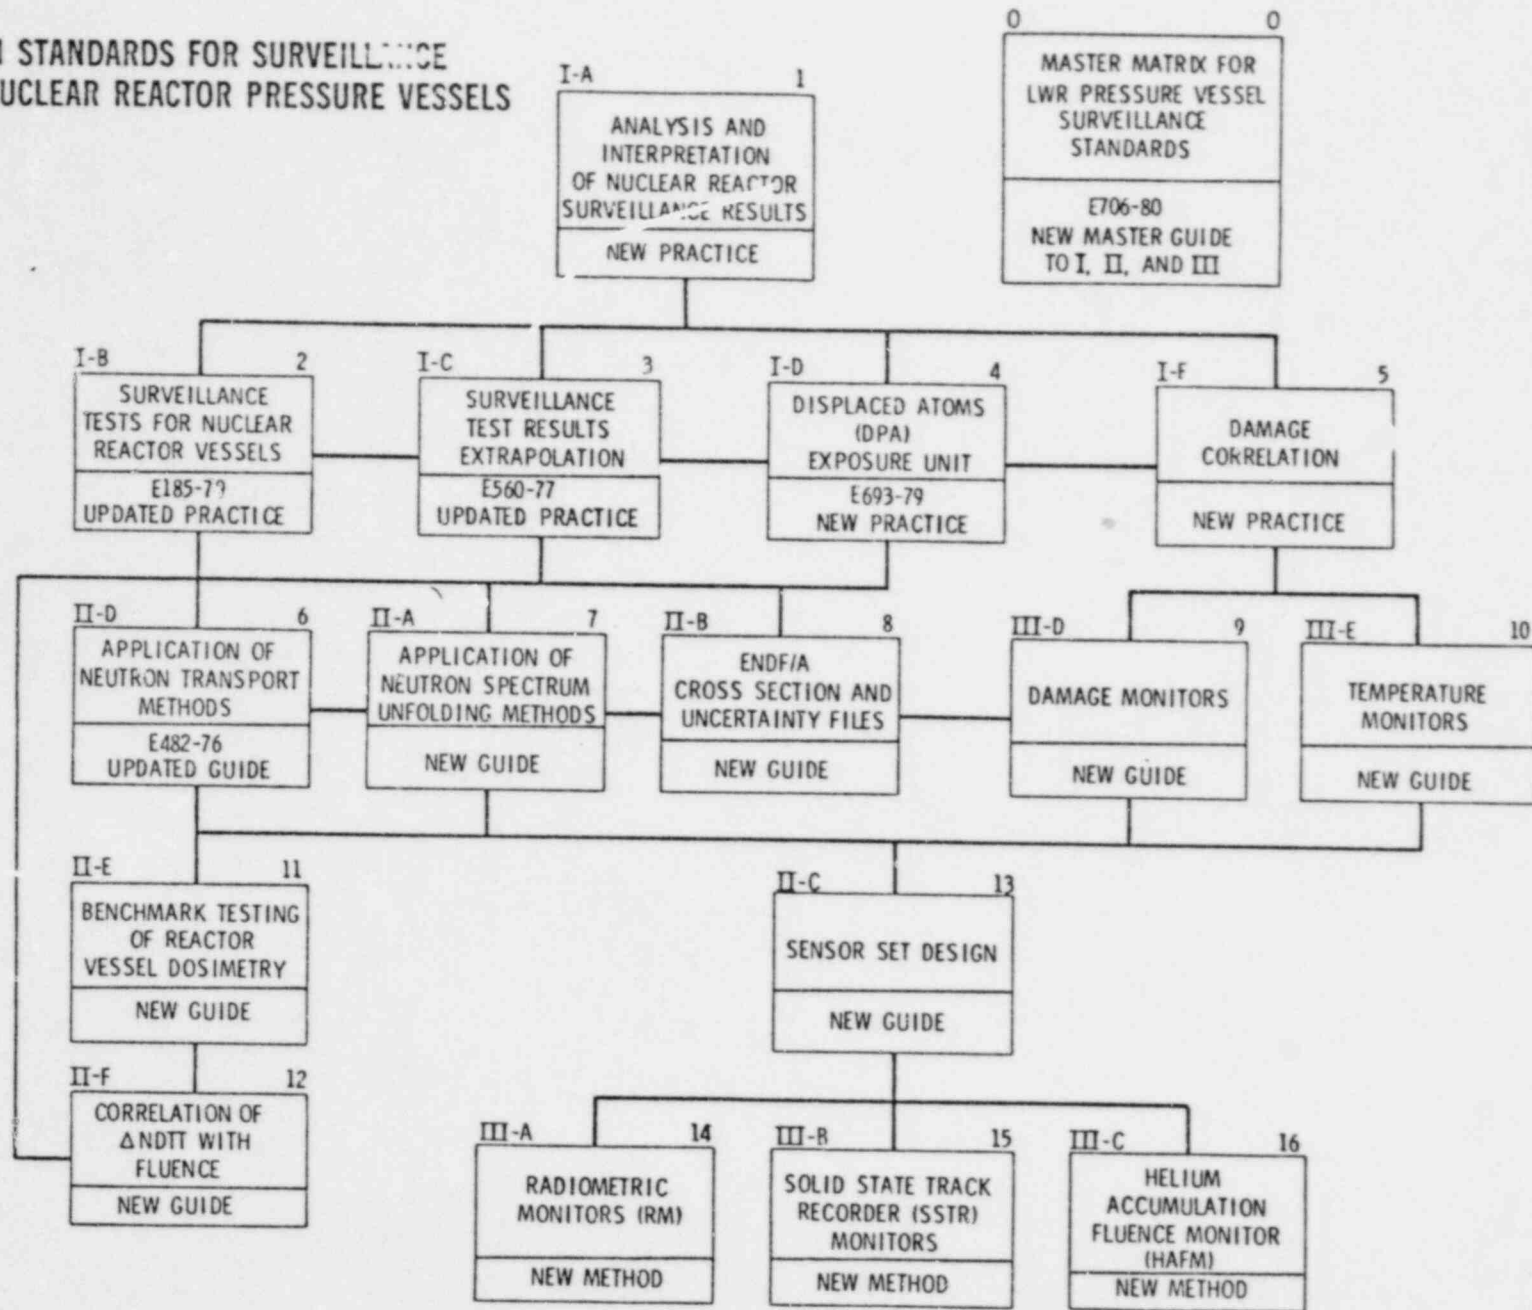 STANDARDS FOR SURVEILL
UCLEAR REACTOR PRESSURE VESSELS
0 0
MASTER MATRIX FOR
LWR PRESSURE VESSEL
SURVEILLANCE
STANDARDS
E706-80
NEW MASTER GUIDE
TO I, II, AND III
I-A 1
ANALYSIS AND
INTERPRETATION
OF NUCLEAR REACTOR
SURVEILLANCE RESULTS
NEW PRACTICE
I-B 2
SURVEILLANCE
TESTS FOR NUCLEAR
REACTOR VESSELS
E185-79
UPDATED PRACTICE
I-C 3
SURVEILLANCE
TEST RESULTS
EXTRAPOLATION
E560-77
UPDATED PRACTICE
I-D 4
DISPLACED ATOMS
(DPA)
EXPOSURE UNIT
E693-79
NEW PRACTICE
I-F 5
DAMAGE
CORRELATION
NEW PRACTICE
II-D 6
APPLICATION OF
NEUTRON TRANSPORT
METHODS
E482-76
UPDATED GUIDE
II-A 7
APPLICATION OF
NEUTRON SPECTRUM
UNFOLDING METHODS
NEW GUIDE
II-B 8
ENDF/A
CROSS SECTION AND
UNCERTAINTY FILES
NEW GUIDE
III-D 9
DAMAGE MONITORS
NEW GUIDE
III-E 10
TEMPERATURE
MONITORS
NEW GUIDE
II-E 11
BENCHMARK TESTING
OF REACTOR
VESSEL DOSIMETRY
NEW GUIDE
II-F 12
CORRELATION OF
Δ NDTT WITH
FLUENCE
NEW GUIDE
II-C 13
SENSOR SET DESIGN
NEW GUIDE
III-A 14
RADIOMETRIC
MONITORS (RM)
NEW METHOD
III-B 15
SOLID STATE TRACK
RECORDER (SSTR)
MONITORS
NEW METHOD
III-C 16
HELIUM
ACCUMULATION
FLUENCE MONITOR
(HAFM)
NEW METHOD